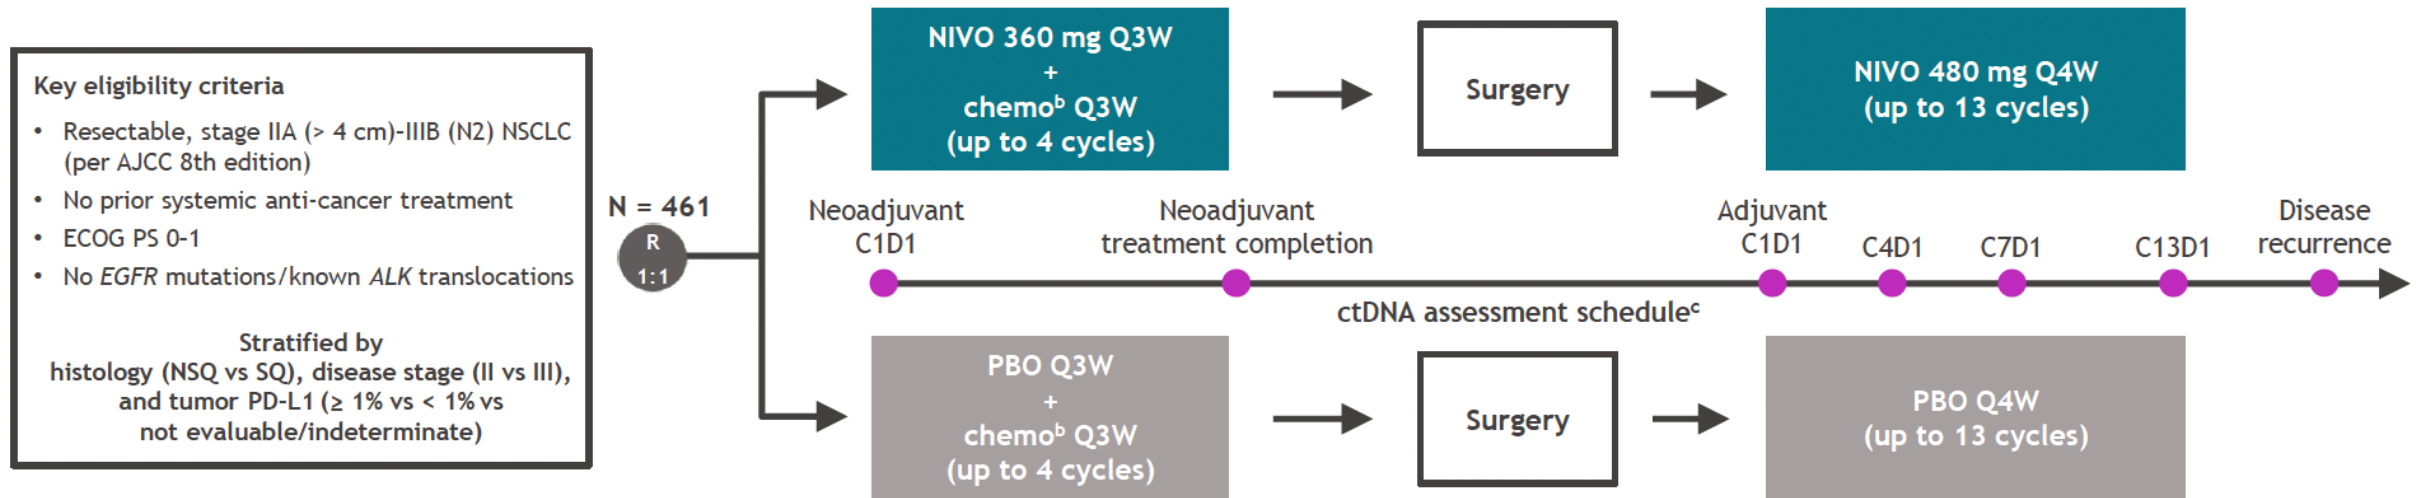 Key eligibility criteria
• Resectable, stage IIA (> 4 cm)–IIIB (N2) NSCLC
(per AJCC 8th edition)
• No prior systemic anti-cancer treatment
• ECOG PS 0–1
• No EGFR mutations/known ALK translocations
Stratified by
histology (NSQ vs SQ), disease stage (II vs III),
and tumor PD-L1 (≥ 1% vs < 1% vs
not evaluable/indeterminate)
N = 461
R
1:1
NIVO 360 mg Q3W
+
chemoᵇ Q3W
(up to 4 cycles)
Surgery
NIVO 480 mg Q4W
(up to 13 cycles)
Neoadjuvant
C1D1
Neoadjuvant
treatment completion
Adjuvant
C1D1
C4D1
C7D1
C13D1
Disease
recurrence
ctDNA assessment scheduleᶜ
PBO Q3W
+
chemoᵇ Q3W
(up to 4 cycles)
Surgery
PBO Q4W
(up to 13 cycles)